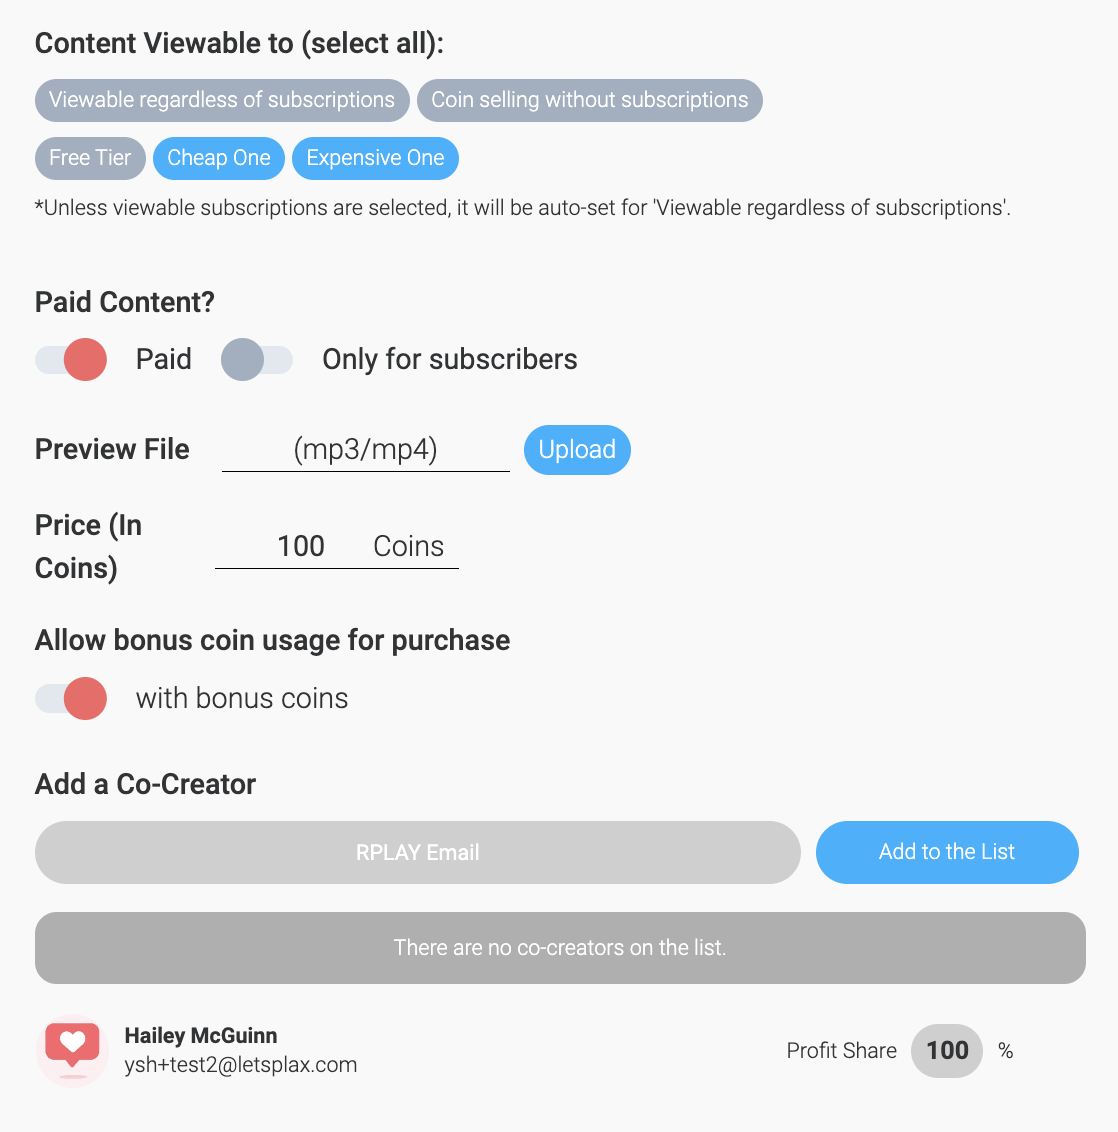 Content Viewable to (select all):
Viewable regardless of subscriptions Coin selling without subscriptions
Free Tier Cheap One Expensive One
*Unless viewable subscriptions are selected, it will be auto-set for 'Viewable regardless of subscriptions'.
Paid Content?
Paid Only for subscribers
Preview File (mp3/mp4) Upload
Price (In
Coins) 100 Coins
Allow bonus coin usage for purchase
with bonus coins
Add a Co-Creator
RPLAY Email Add to the List
There are no co-creators on the list.
Hailey McGuinn
ysh+test2@letsplax.com
Profit Share 100 %